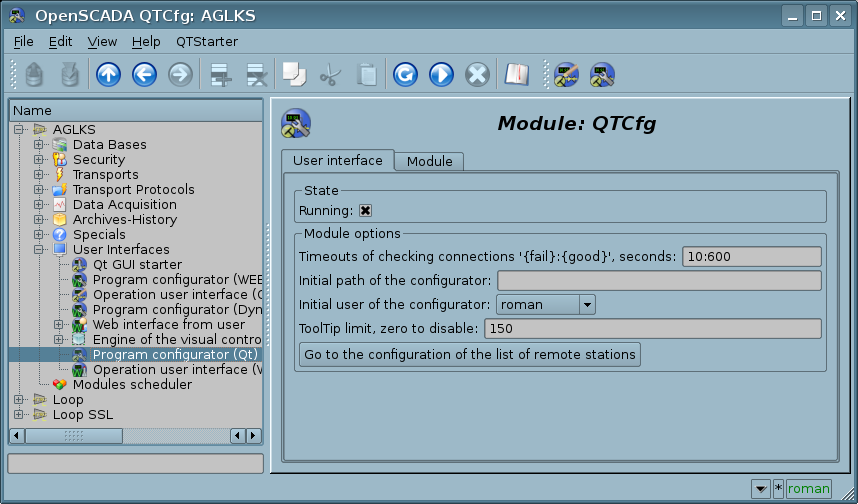 OpenSCADA QTCfg: AGLKS
File Edit View Help QTStarter
Name
AGLKS
Data Bases
Security
Transports
Transport Protocols
Data Acquisition
Archives-History
Specials
User Interfaces
Qt GUI starter
Program configurator (WEB
Operation user interface (
Program configurator (Dyn
Web interface from user
Engine of the visual contro
Program configurator (Qt)
Operation user interface (V
Modules scheduler
Loop
Loop SSL
Module: QTCfg
User interface Module
State
Running:
Module options
Timeouts of checking connections '{fail}:{good}', seconds: 10:600
Initial path of the configurator:
Initial user of the configurator: roman
ToolTip limit, zero to disable: 150
Go to the configuration of the list of remote stations
* roman